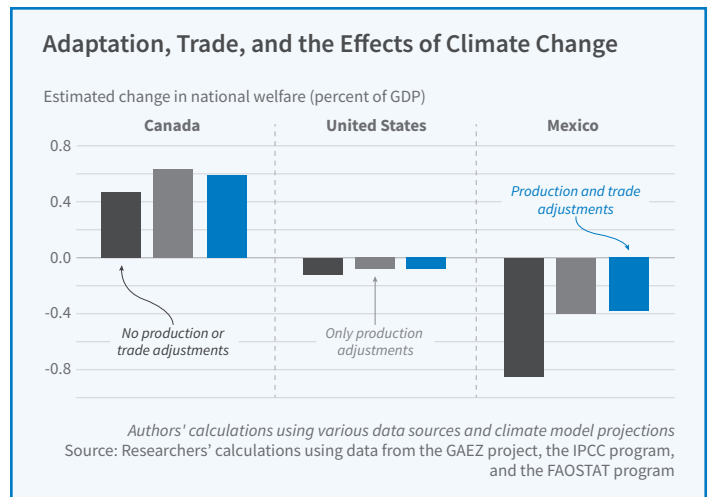 Adaptation, Trade, and the Effects of Climate Change
Estimated change in national welfare (percent of GDP)
Canada
United States
Mexico
0.8
0.4
0.0
-0.4
-0.8
Production and trade
adjustments
No production or
trade adjustments
Only production
adjustments
Authors' calculations using various data sources and climate model projections
Source: Researchers’ calculations using data from the GAEZ project, the IPCC program,
and the FAOSTAT program